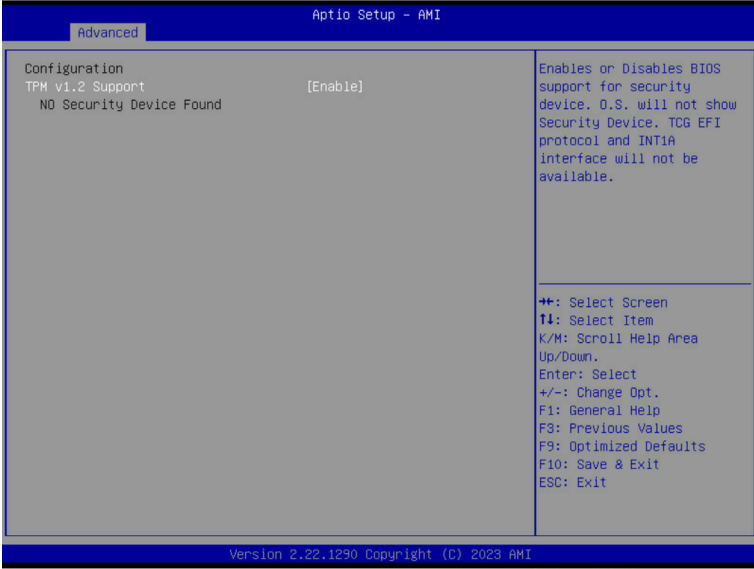 Aptio Setup - AMI
Advanced
Configuration
TPM v1.2 Support [Enable]
NO Security Device Found
Enables or Disables BIOS
support for security
device. O.S. will not show
Security Device. TCG EFI
protocol and INT1A
interface will not be
available.
→←: Select Screen
↑↓: Select Item
K/M: Scroll Help Area
Up/Down.
Enter: Select
+/-: Change Opt.
F1: General Help
F3: Previous Values
F9: Optimized Defaults
F10: Save & Exit
ESC: Exit
Version 2.22.1290 Copyright (C) 2023 AMI